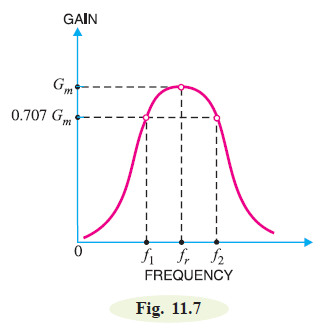 GAIN
Gm
0.707 Gm
0
f1 fr f2
FREQUENCY
Fig. 11.7